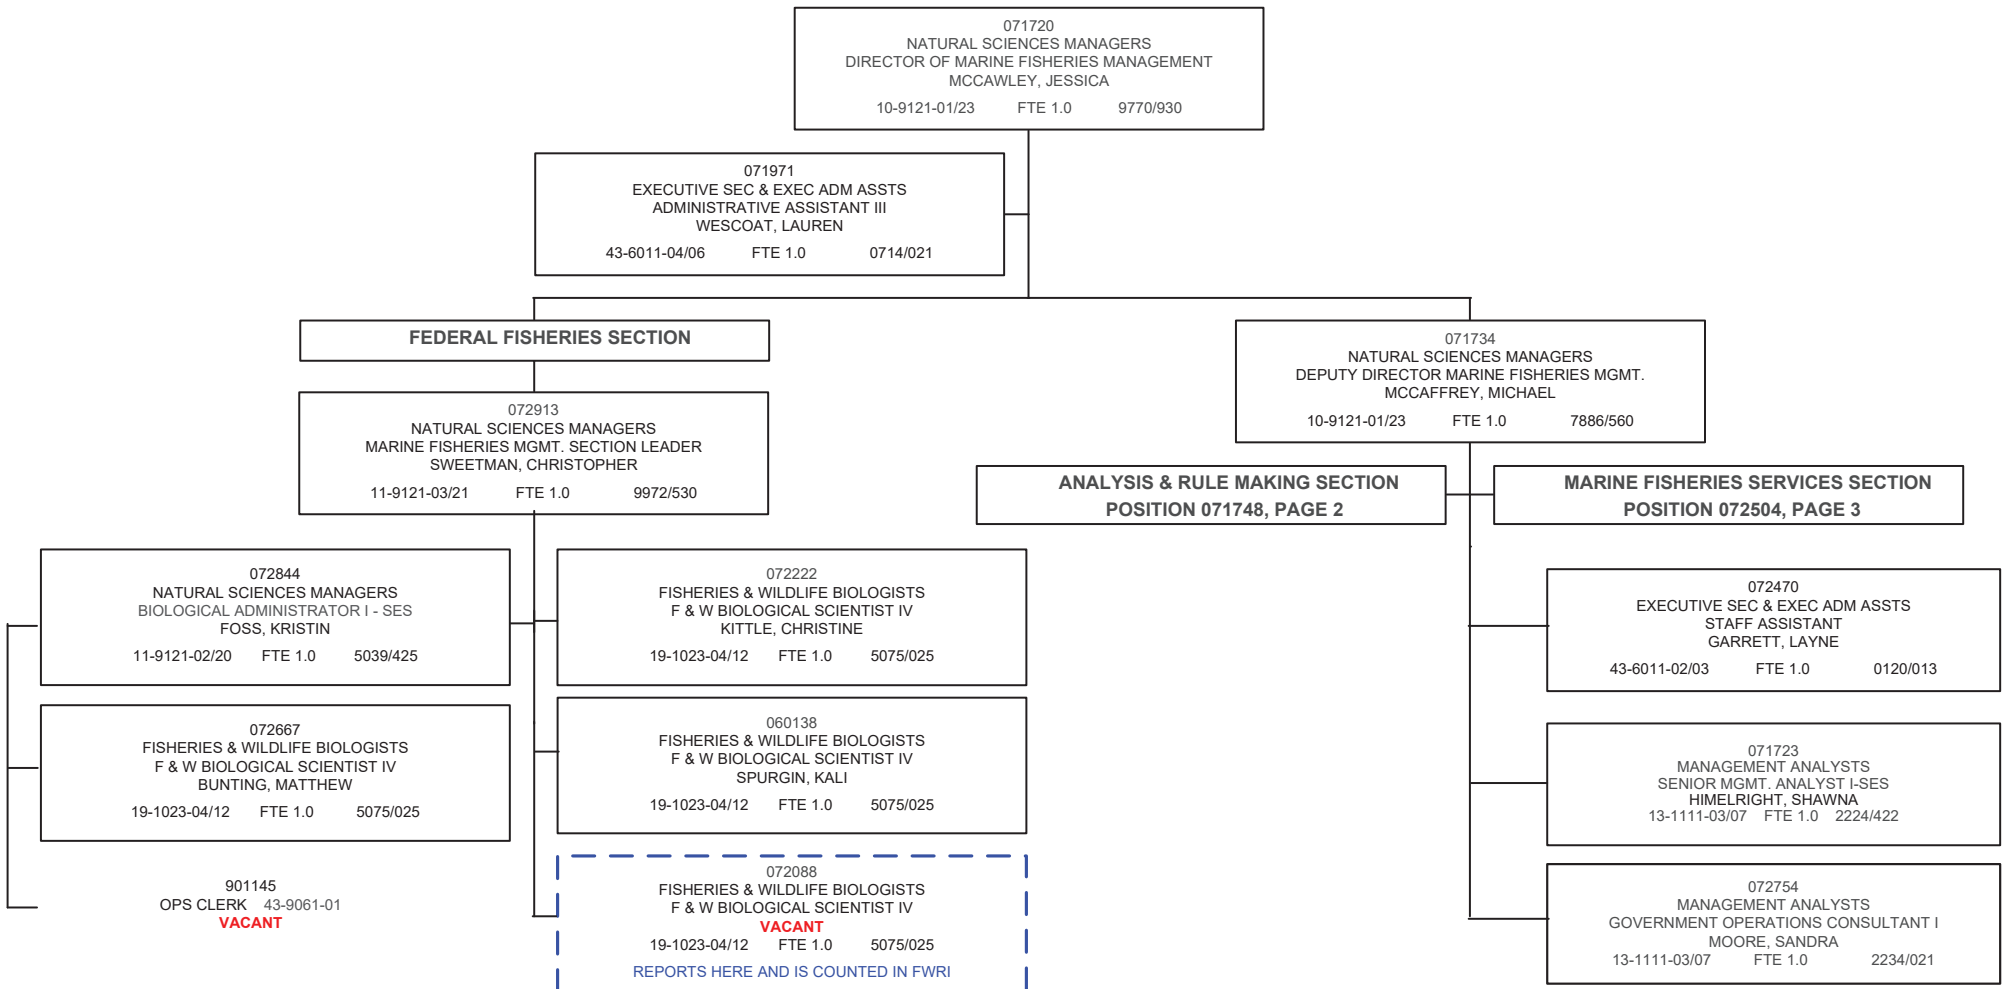 071720
NATURAL SCIENCES MANAGERS
DIRECTOR OF MARINE FISHERIES MANAGEMENT
MCCAWLEY, JESSICA
10-9121-01/23 FTE 1.0 9770/930
071971
EXECUTIVE SEC & EXEC ADM ASSTS
ADMINISTRATIVE ASSISTANT III
WESCOAT, LAUREN
43-6011-04/06 FTE 1.0 0714/021
FEDERAL FISHERIES SECTION
072913
NATURAL SCIENCES MANAGERS
MARINE FISHERIES MGMT. SECTION LEADER
SWEETMAN, CHRISTOPHER
11-9121-03/21 FTE 1.0 9972/530
071734
NATURAL SCIENCES MANAGERS
DEPUTY DIRECTOR MARINE FISHERIES MGMT.
MCCAFFREY, MICHAEL
10-9121-01/23 FTE 1.0 7886/560
ANALYSIS & RULE MAKING SECTION
POSITION 071748, PAGE 2
MARINE FISHERIES SERVICES SECTION
POSITION 072504, PAGE 3
072844
NATURAL SCIENCES MANAGERS
BIOLOGICAL ADMINISTRATOR I - SES
FOSS, KRISTIN
11-9121-02/20 FTE 1.0 5039/425
072222
FISHERIES & WILDLIFE BIOLOGISTS
F & W BIOLOGICAL SCIENTIST IV
KITTLE, CHRISTINE
19-1023-04/12 FTE 1.0 5075/025
072470
EXECUTIVE SEC & EXEC ADM ASSTS
STAFF ASSISTANT
GARRETT, LAYNE
43-6011-02/03 FTE 1.0 0120/013
072667
FISHERIES & WILDLIFE BIOLOGISTS
F & W BIOLOGICAL SCIENTIST IV
BUNTING, MATTHEW
19-1023-04/12 FTE 1.0 5075/025
060138
FISHERIES & WILDLIFE BIOLOGISTS
F & W BIOLOGICAL SCIENTIST IV
SPURGIN, KALI
19-1023-04/12 FTE 1.0 5075/025
071723
MANAGEMENT ANALYSTS
SENIOR MGMT. ANALYST I-SES
HIMELRIGHT, SHAWNA
13-1111-03/07 FTE 1.0 2224/422
901145
OPS CLERK 43-9061-01
VACANT
072088
FISHERIES & WILDLIFE BIOLOGISTS
F & W BIOLOGICAL SCIENTIST IV
VACANT
19-1023-04/12 FTE 1.0 5075/025
REPORTS HERE AND IS COUNTED IN FWRI
072754
MANAGEMENT ANALYSTS
GOVERNMENT OPERATIONS CONSULTANT I
MOORE, SANDRA
13-1111-03/07 FTE 1.0 2234/021